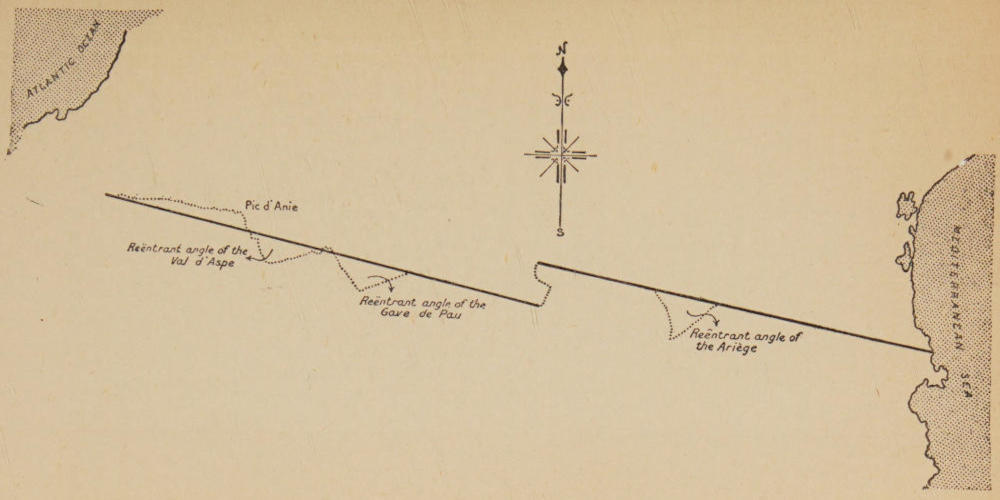 ATLANTIC OCEAN
N
S
Pic d'Anie
Reëntrant angle of the
Val d'Aspe
Reëntrant angle of the
Gave de Pau
Reëntrant angle of
the Ariège
MEDITERRANEAN SEA